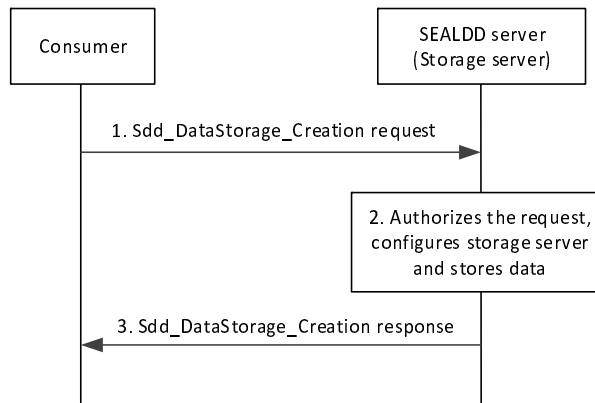 Consumer
SEALDD server
(Storage server)
1. Sdd_DataStorage_Creation request
2. Authorizes the request,
configures storage server
and stores data
3. Sdd_DataStorage_Creation response